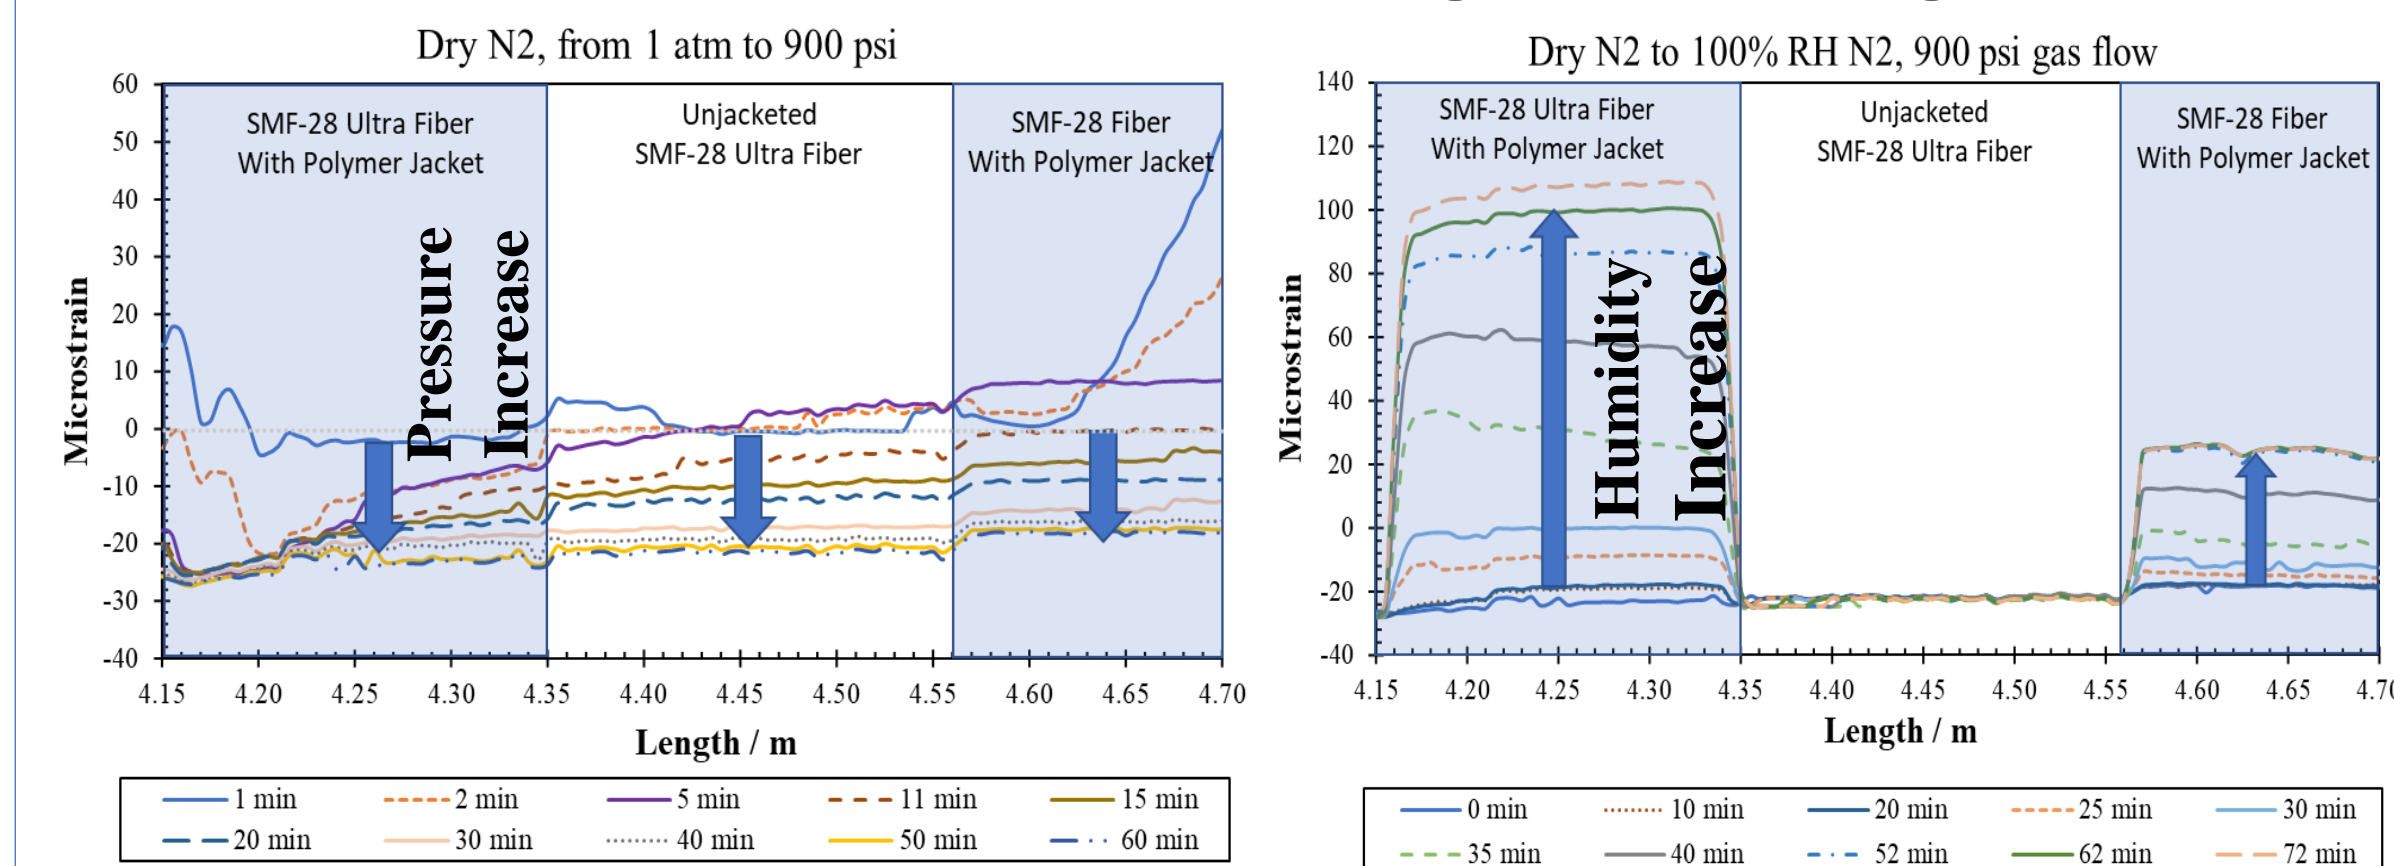 Dry N2, from 1 atm to 900 psi
60
50
40
30
20
10
0
-10
-20
-30
-40
Microstrain
SMF-28 Ultra Fiber
With Polymer Jacket
Unjacketed
SMF-28 Ultra Fiber
SMF-28 Fiber
With Polymer Jacket
Pressure
Increase
4.15 4.20 4.25 4.30 4.35 4.40 4.45 4.50 4.55 4.60 4.65 4.70
Length / m
1 min 2 min 5 min 11 min 15 min
20 min 30 min 40 min 50 min 60 min
Dry N2 to 100% RH N2, 900 psi gas flow
140
120
100
80
60
40
20
0
-20
-40
Microstrain
SMF-28 Ultra Fiber
With Polymer Jacket
Unjacketed
SMF-28 Ultra Fiber
SMF-28 Fiber
With Polymer Jacket
Humidity
Increase
4.15 4.20 4.25 4.30 4.35 4.40 4.45 4.50 4.55 4.60 4.65 4.70
Length / m
0 min 10 min 20 min 25 min 30 min
35 min 40 min 52 min 62 min 72 min